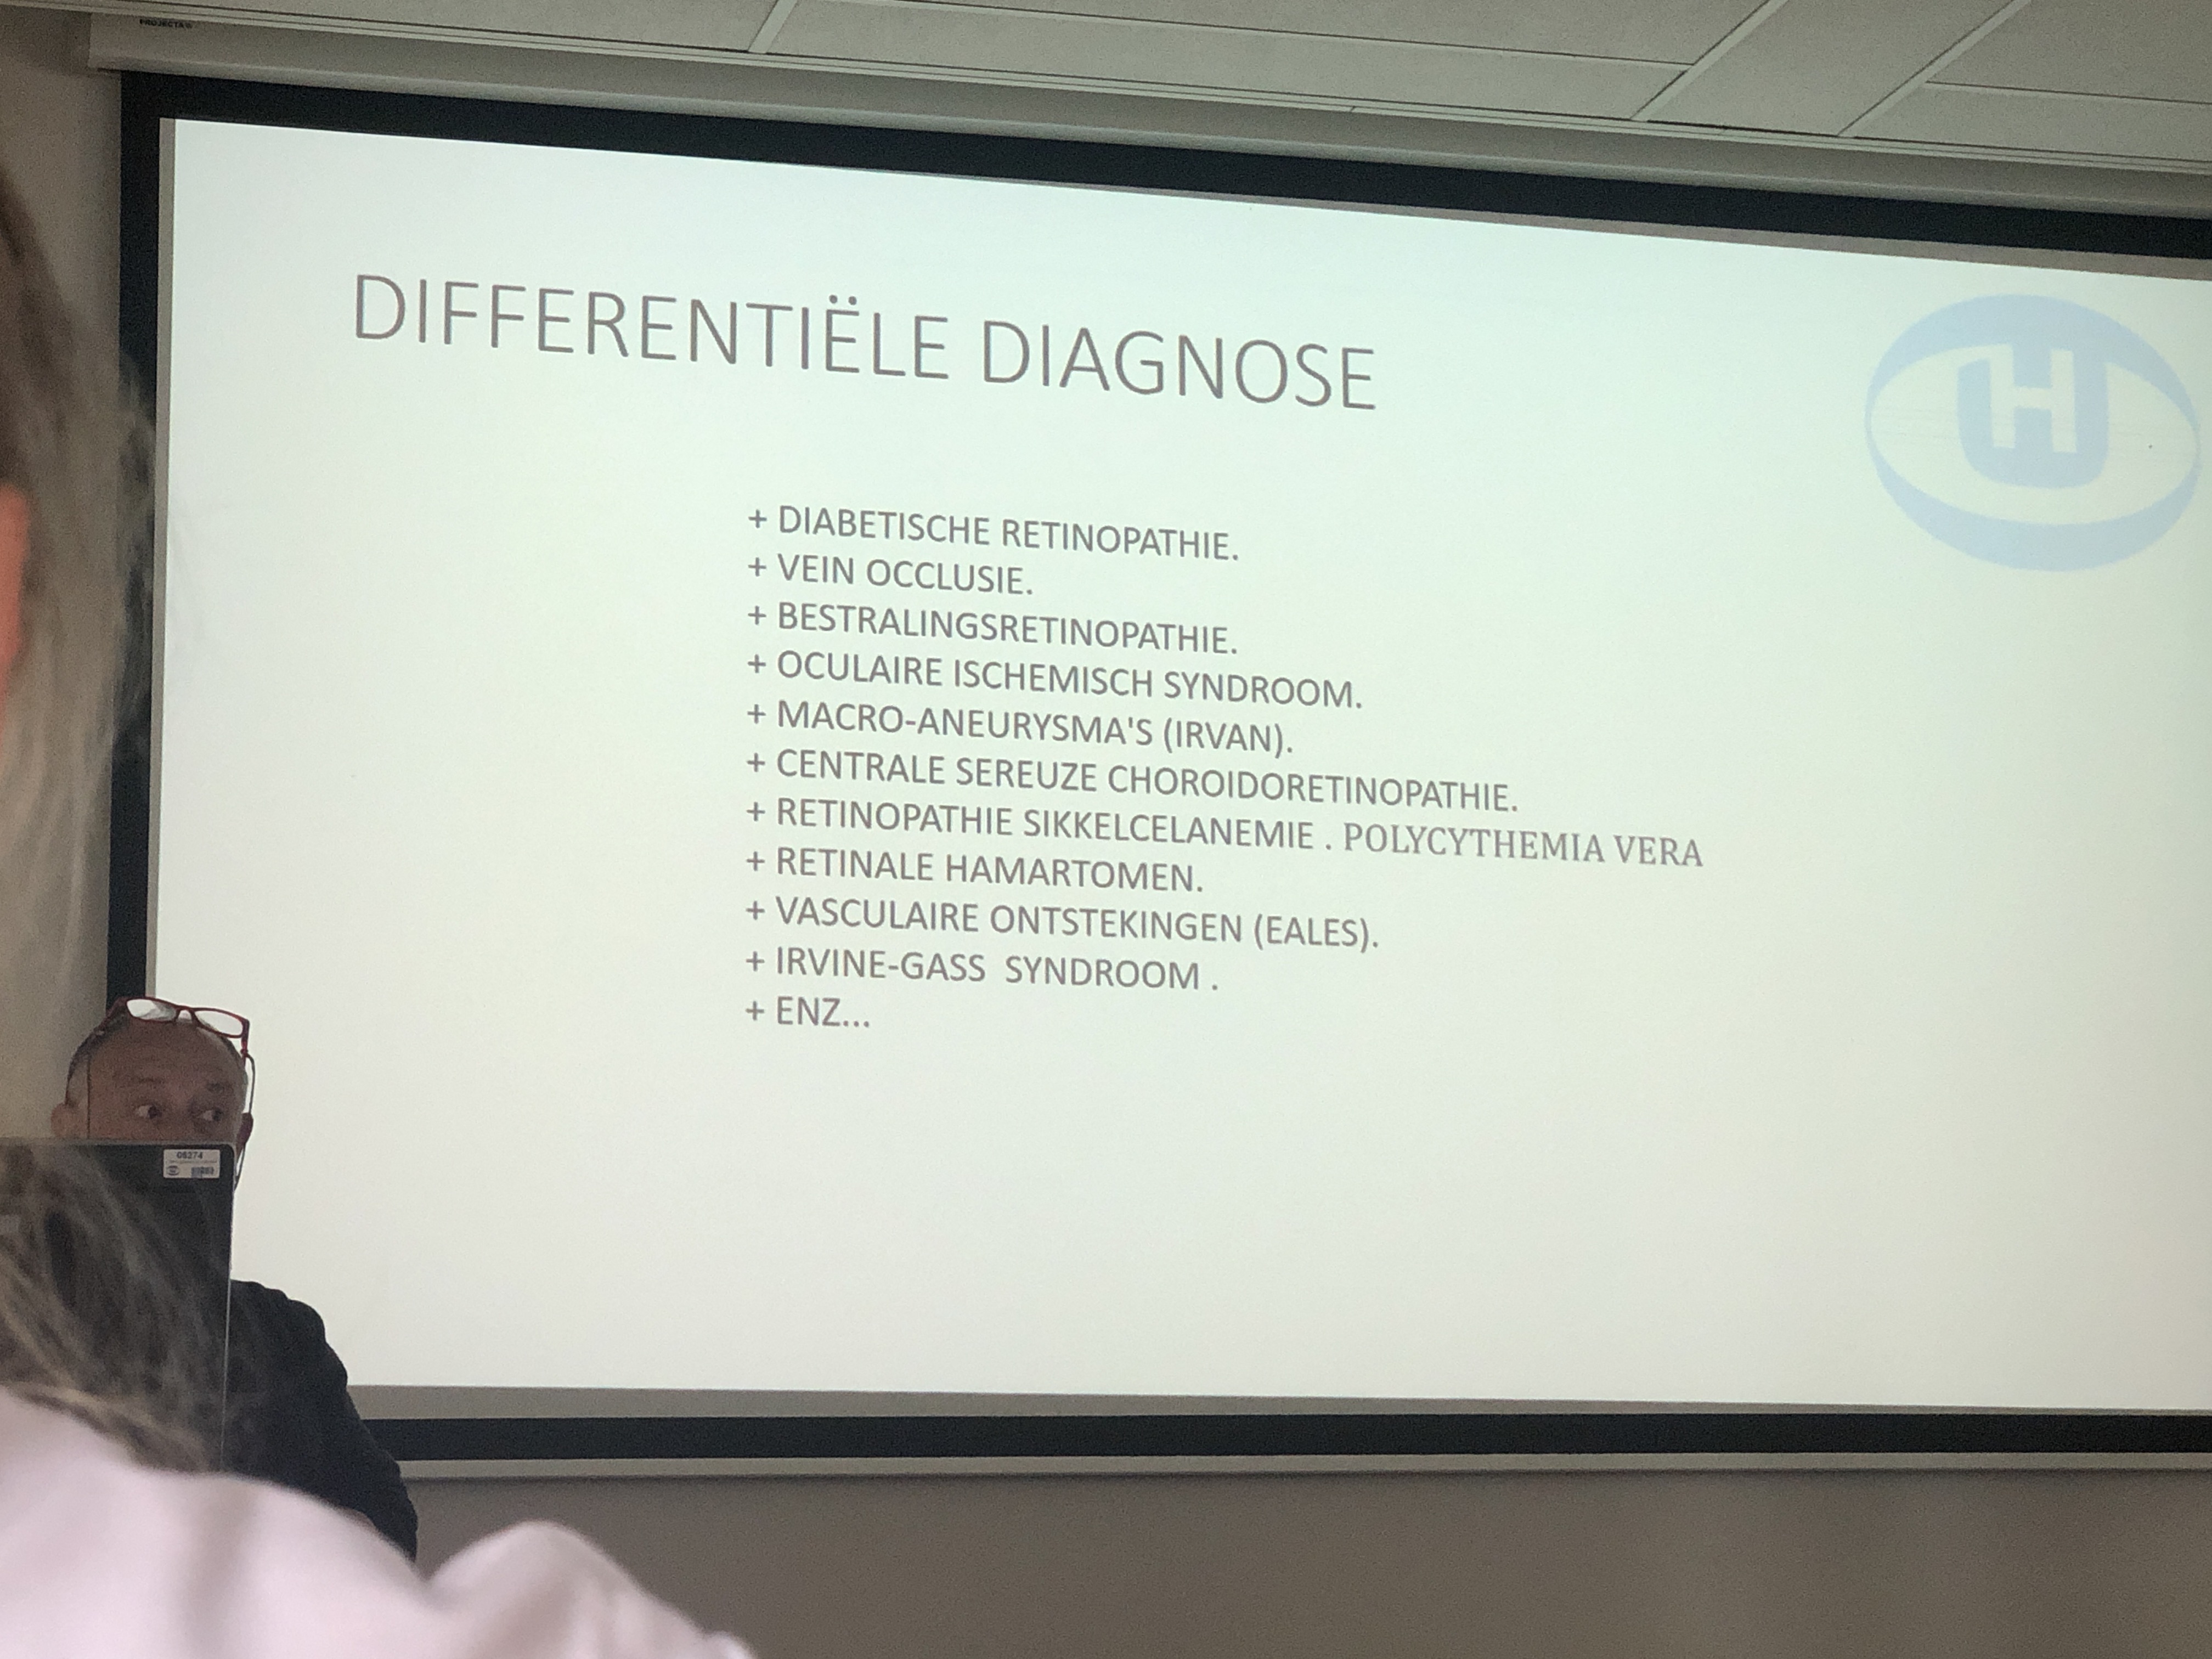 PROJECTA
DIFFERENTIËLE DIAGNOSE
HU
+ DIABETISCHE RETINOPATHIE.
+ VEIN OCCLUSIE.
+ BESTRALINGSRETINOPATHIE.
+ OCULAIRE ISCHEMISCH SYNDROOM.
+ MACRO-ANEURYSMA'S (IRVAN).
+ CENTRALE SEREUZE CHOROIDORETINOPATHIE.
+ RETINOPATHIE SIKKELCELANEMIE . POLYCYTHEMIA VERA
+ RETINALE HAMARTOMEN.
+ VASCULAIRE ONTSTEKINGEN (EALES).
+ IRVINE-GASS  SYNDROOM .
+ ENZ...
08274